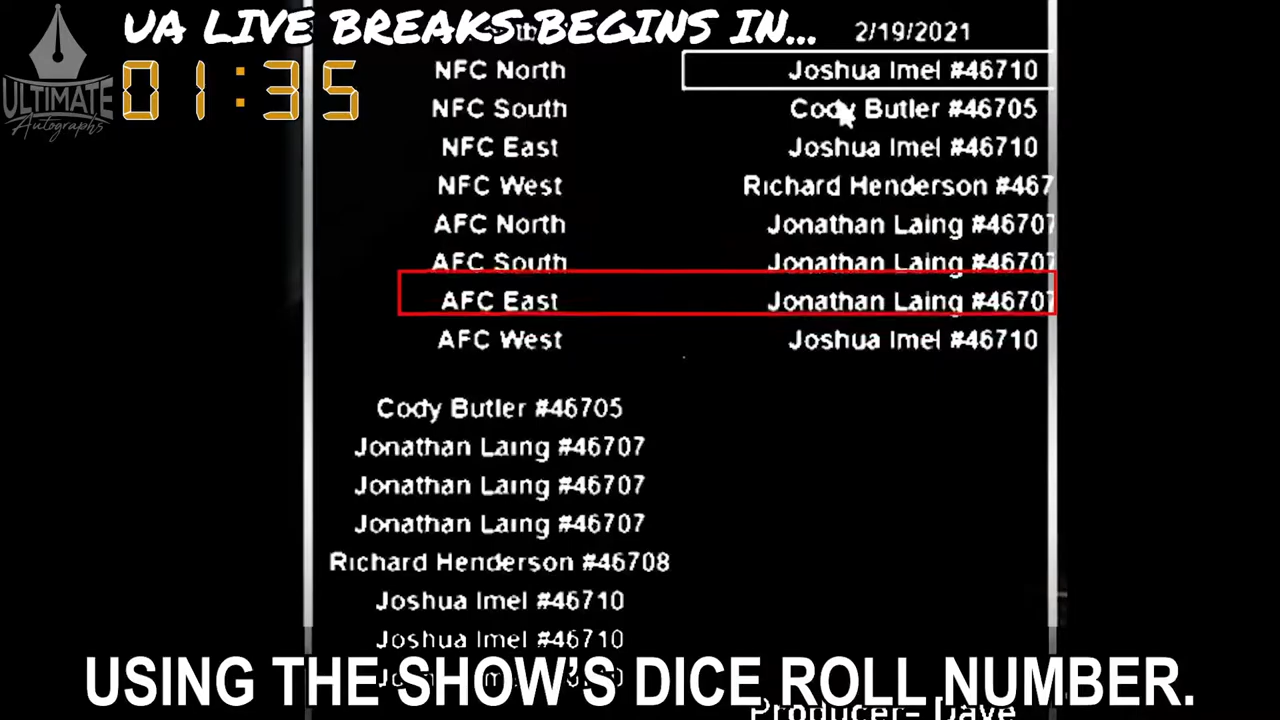 UA LIVE BREAKS BEGINS IN...
2/19/2021
ULTIMATE
Autographs
01:35
NFC North Joshua Imel #46710
NFC South Cody Butler #46705
NFC East Joshua Imel #46710
NFC West Richard Henderson #467
AFC North Jonathan Laing #46707
AFC South Jonathan Laing #46707
AFC East Jonathan Laing #46707
AFC West Joshua Imel #46710
Cody Butler #46705
Jonathan Laing #46707
Jonathan Laing #46707
Jonathan Laing #46707
Richard Henderson #46708
Joshua Imel #46710
Joshua Imel #46710
USING THE SHOW'S DICE ROLL NUMBER.
Producer- Dave